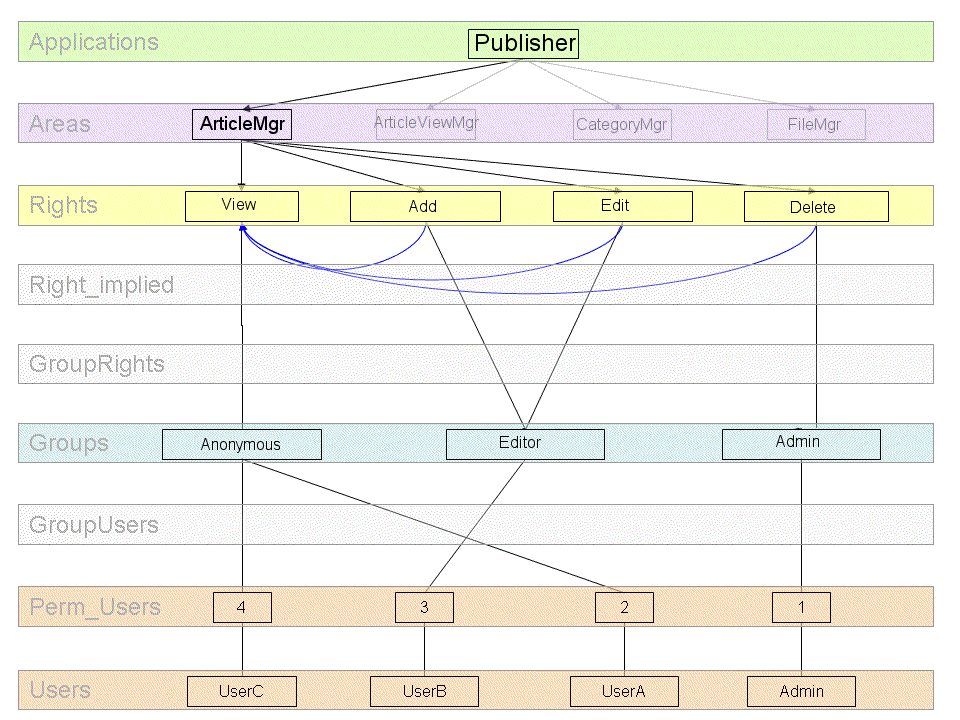 Applications
Publisher
Areas
ArticleMgr
ArticleViewMgr
CategoryMgr
FileMgr
Rights
View
Add
Edit
Delete
Right_implied
GroupRights
Groups
Anonymous
Editor
Admin
GroupUsers
Perm_Users
4
3
2
1
Users
UserC
UserB
UserA
Admin